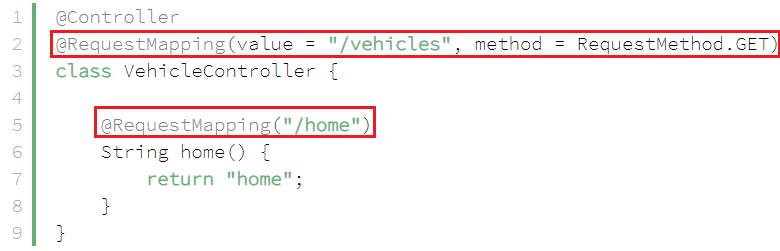 1 @Controller
2 @RequestMapping(value = "/vehicles", method = RequestMethod.GET)
3 class VehicleController {
4
5     @RequestMapping("/home")
6     String home() {
7         return "home";
8     }
9 }